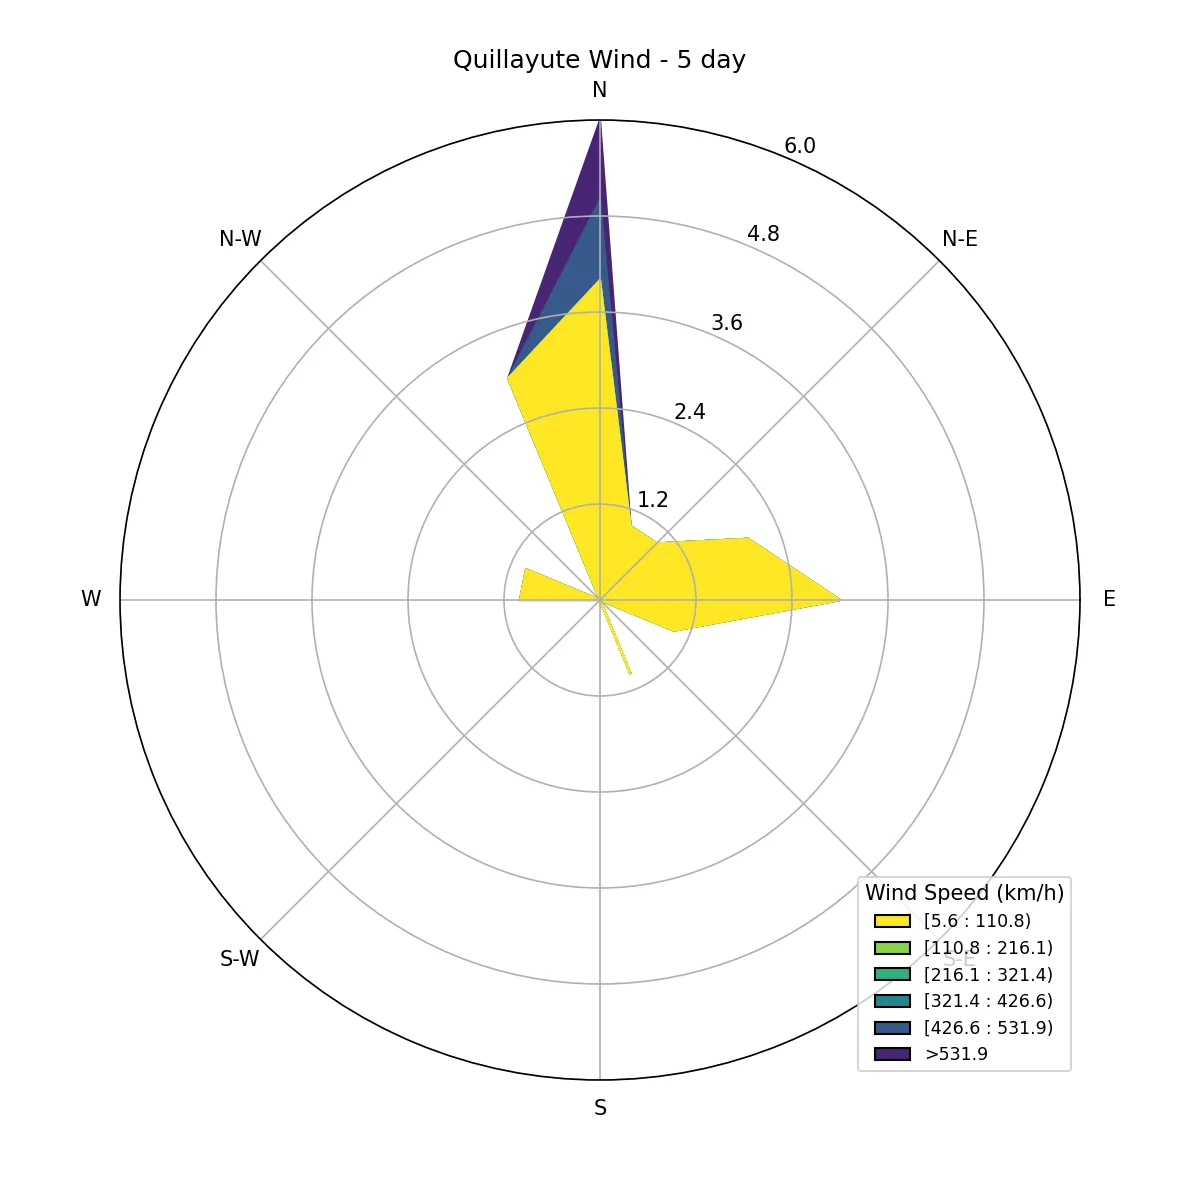 Quillayute Wind - 5 day
N
6.0
N-W
N-E
4.8
3.6
2.4
1.2
W
E
Wind Speed (km/h)
[5.6 : 110.8)
[110.8 : 216.1)
S-W
S-E
[216.1 : 321.4)
[321.4 : 426.6)
[426.6 : 531.9)
>531.9
S